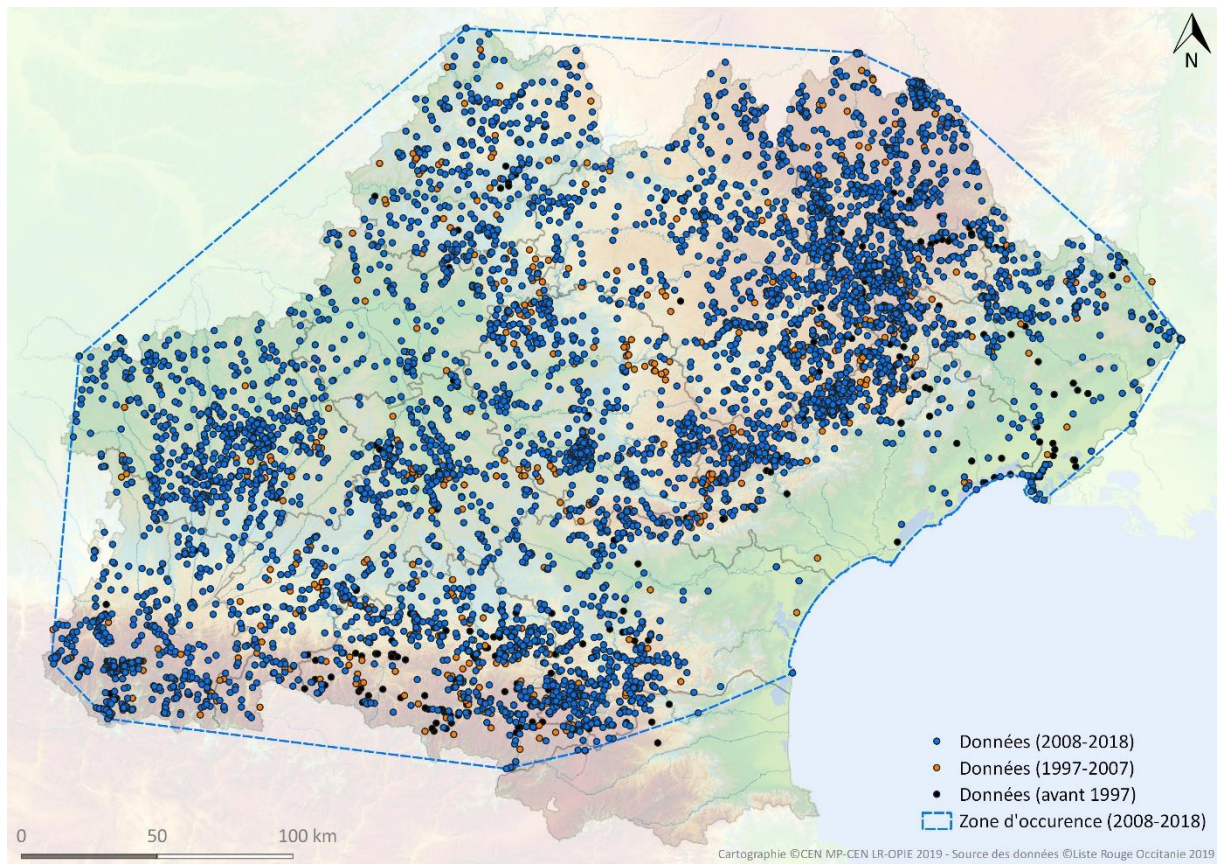 N
Données (2008-2018)
Données (1997-2007)
Données (avant 1997)
Zone d'occurence (2008-2018)
0 50 100 km
Cartographie ©CEN MP-CEN LR-OPIE 2019 - Source des données ©Liste Rouge Occitanie 2019